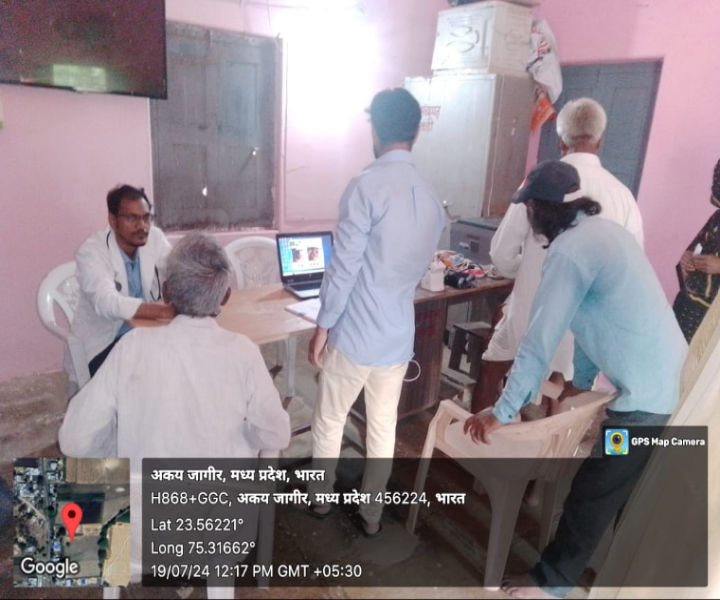 GPS Map Camera
अकय जागीर, मध्य प्रदेश, भारत
H868+GGC, अकय जागीर, मध्य प्रदेश 456224, भारत
Lat 23.56221°
Long 75.31662°
19/07/24 12:17 PM GMT +05:30
Google